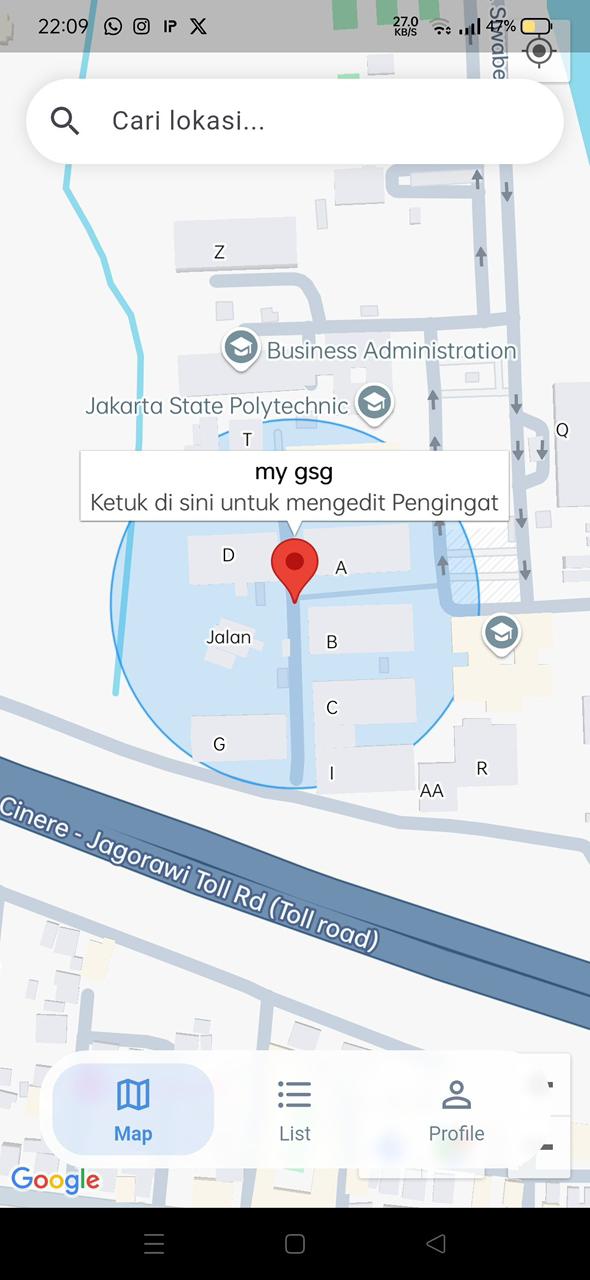 22:09
27.0
KB/S
47%
Sawabe
Cari lokasi...
Z
Business Administration
Jakarta State Polytechnic
Q
T
my gsg
Ketuk di sini untuk mengedit Pengingat
D
A
Jalan
B
C
G
I
R
AA
Cinere - Jagorawi Toll Rd (Toll road)
Map
List
Profile
Google